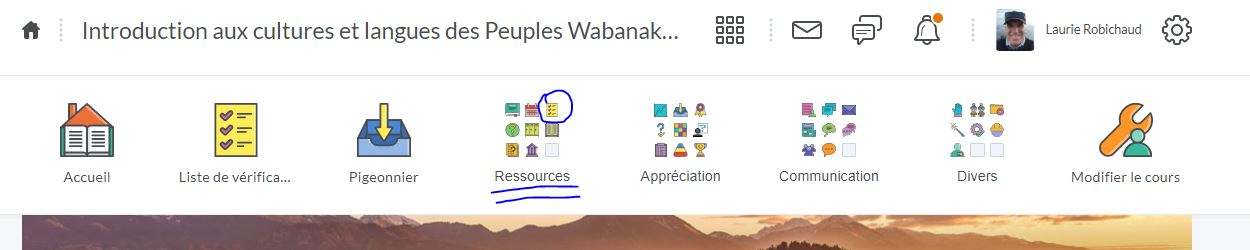 Introduction aux cultures et langues des Peuples Wabanak...
Laurie Robichaud
Accueil
Liste de vérifica...
Pigeonnier
Ressources
Appréciation
Communication
Divers
Modifier le cours